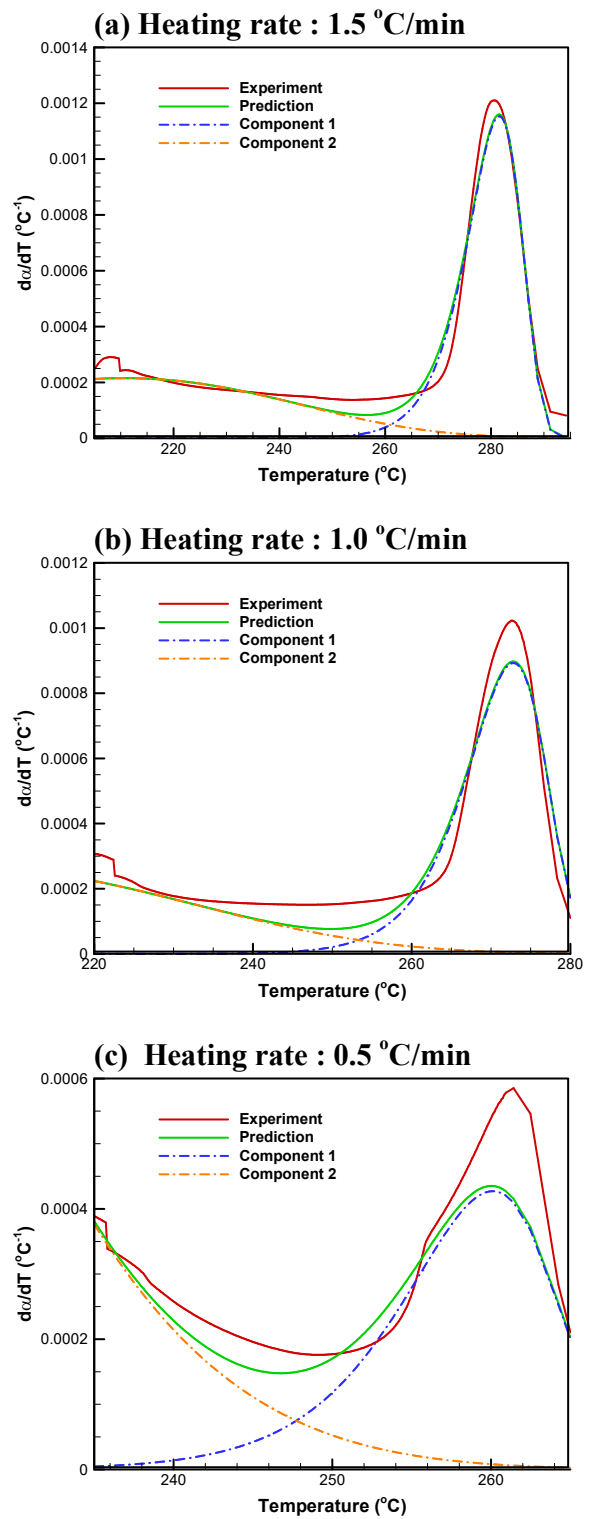 (a) Heating rate : 1.5 °C/min
0.0014
Experiment
Prediction
Component 1
Component 2
0.0012
0.001
0.0008
0.0006
0.0004
0.0002
0
dα/dT (°C⁻¹)
220 240 260 280
Temperature (°C)
(b) Heating rate : 1.0 °C/min
0.0012
Experiment
Prediction
Component 1
Component 2
0.001
0.0008
0.0006
0.0004
0.0002
0
dα/dT (°C⁻¹)
220 240 260 280
Temperature (°C)
(c) Heating rate : 0.5 °C/min
0.0006
Experiment
Prediction
Component 1
Component 2
0.0004
0.0002
0
dα/dT (°C⁻¹)
240 250 260
Temperature (°C)